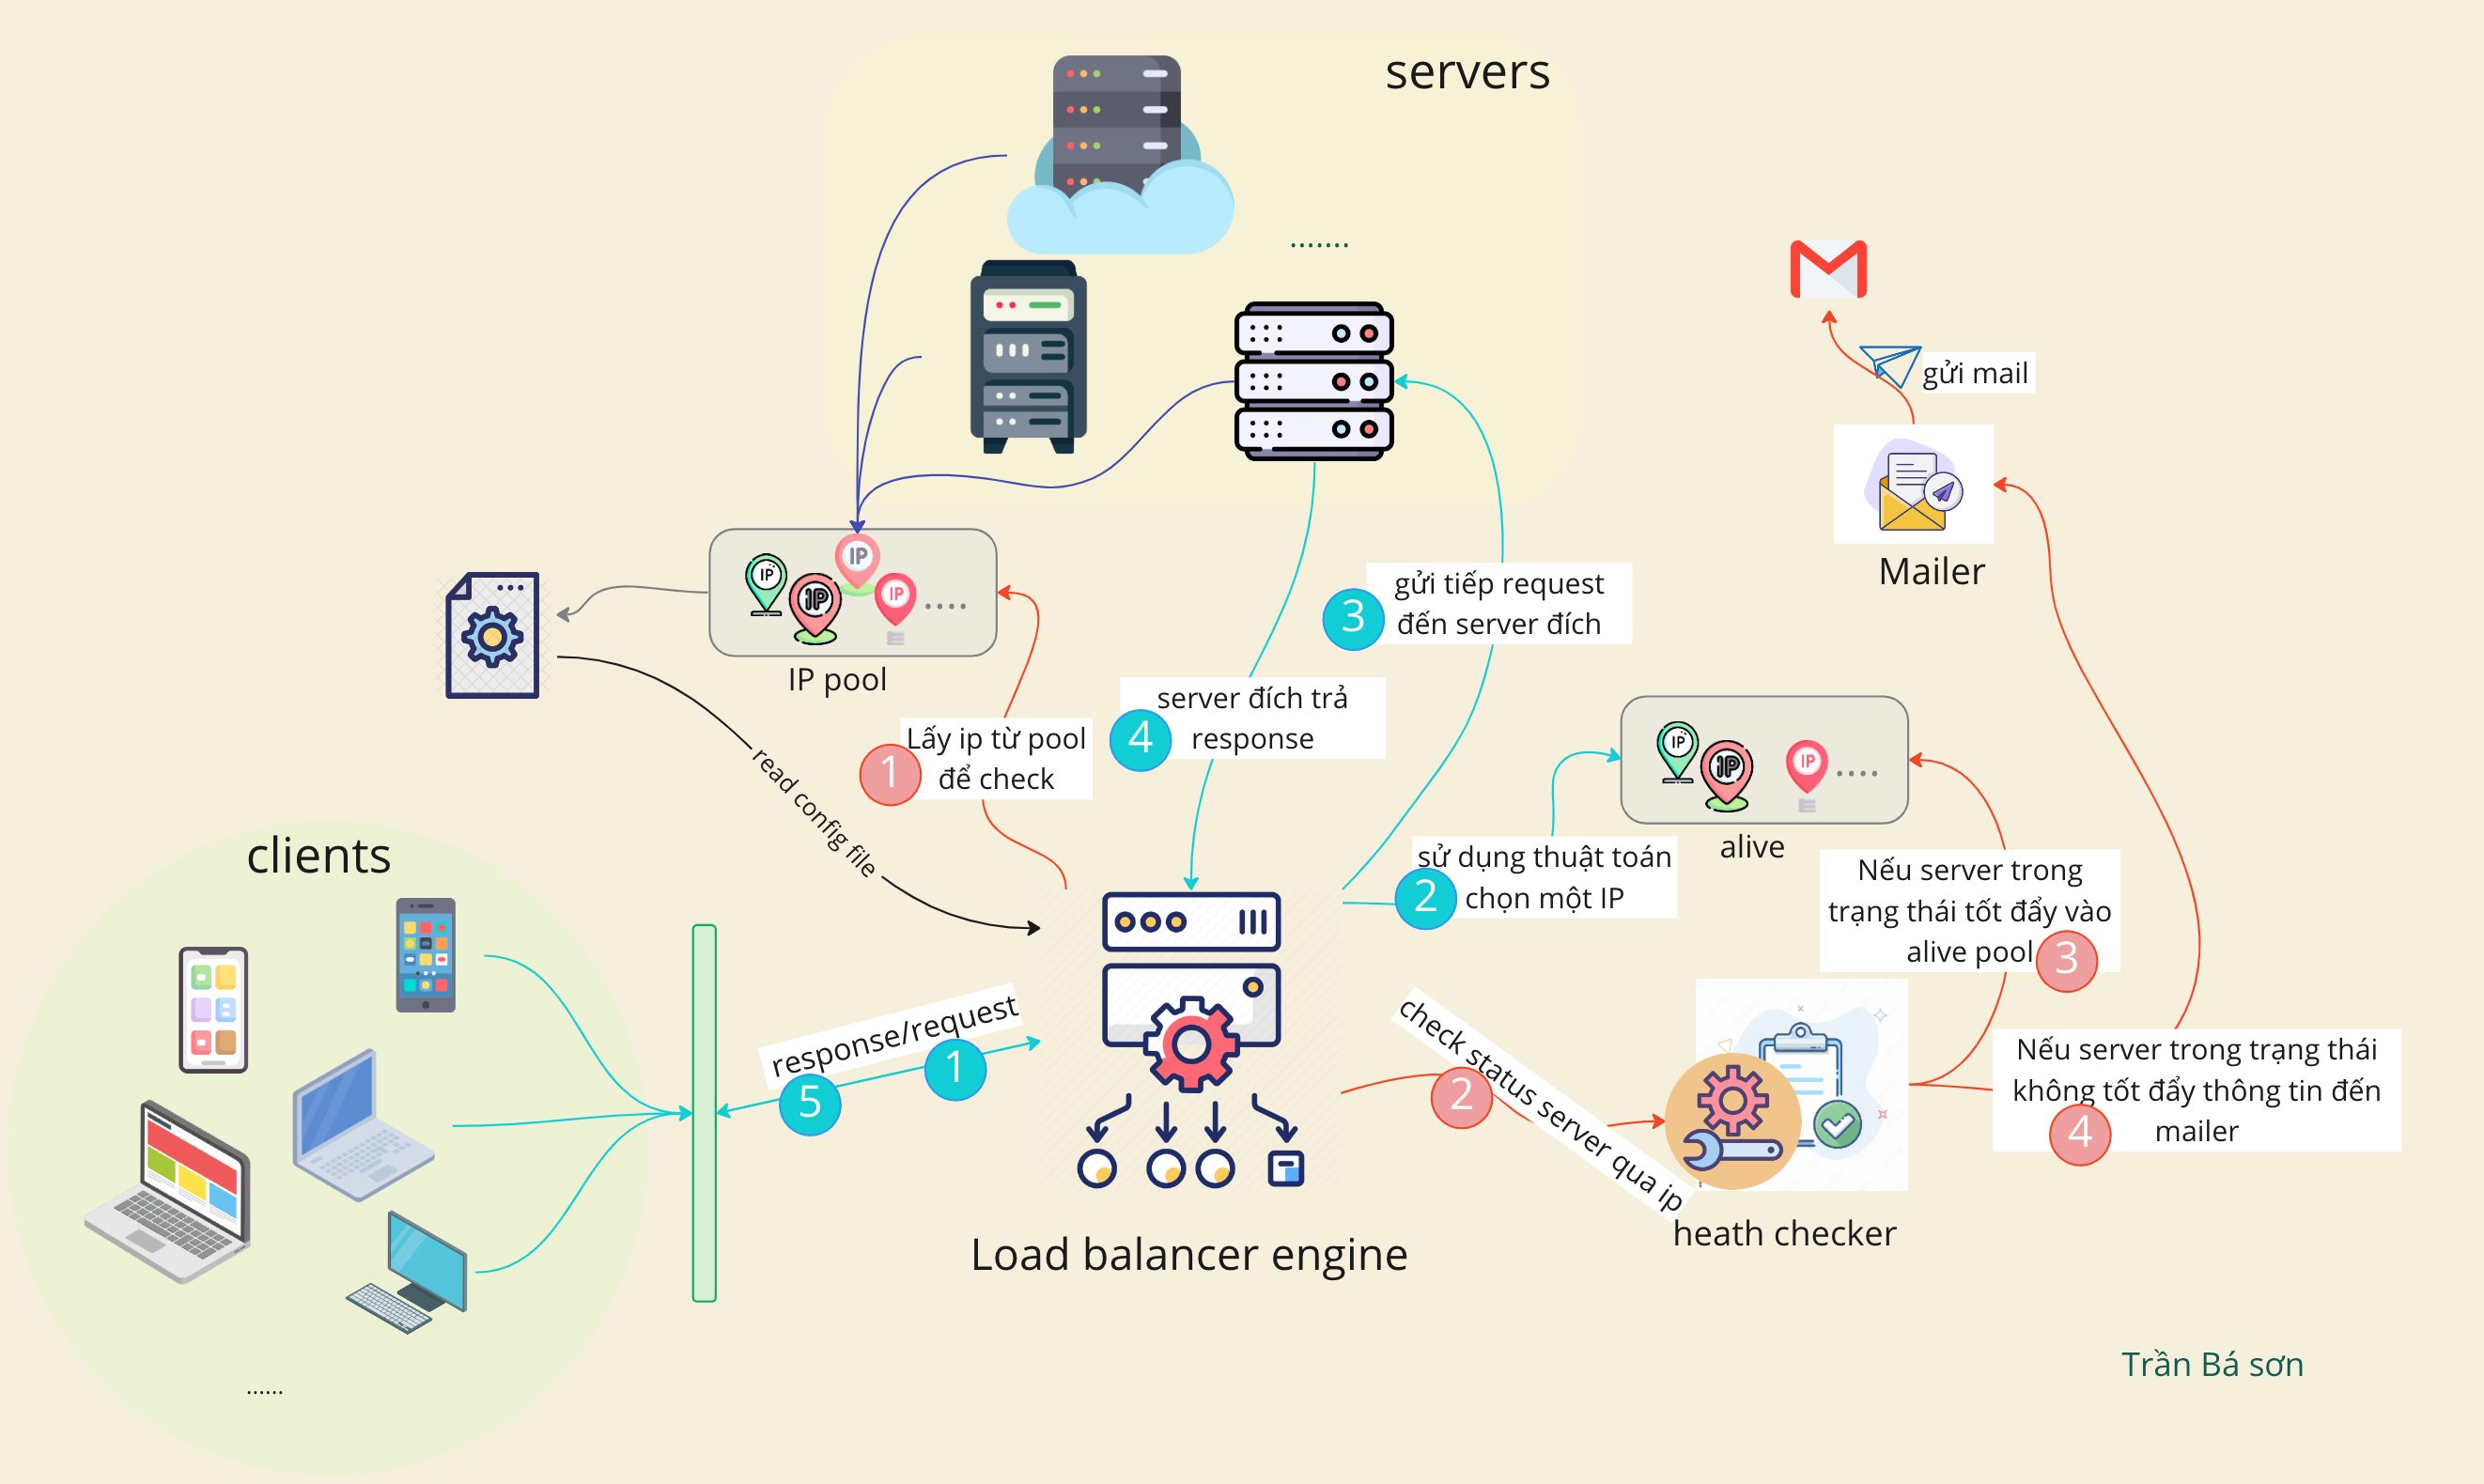 servers
.......
gửi mail
Mailer
IP
IP
IP
IP
....
IP pool
gửi tiếp request
đến server đích
3
server đích trả
response
4
Lấy ip từ pool
để check
1
read config file
IP
IP
IP
....
alive
sử dụng thuật toán
chọn một IP
2
Nếu server trong
trạng thái tốt đẩy vào
alive pool
3
clients
response/request
1
5
check status server qua ip
2
Nếu server trong trạng thái
không tốt đẩy thông tin đến
mailer
4
heath checker
Load balancer engine
Trần Bá sơn
......